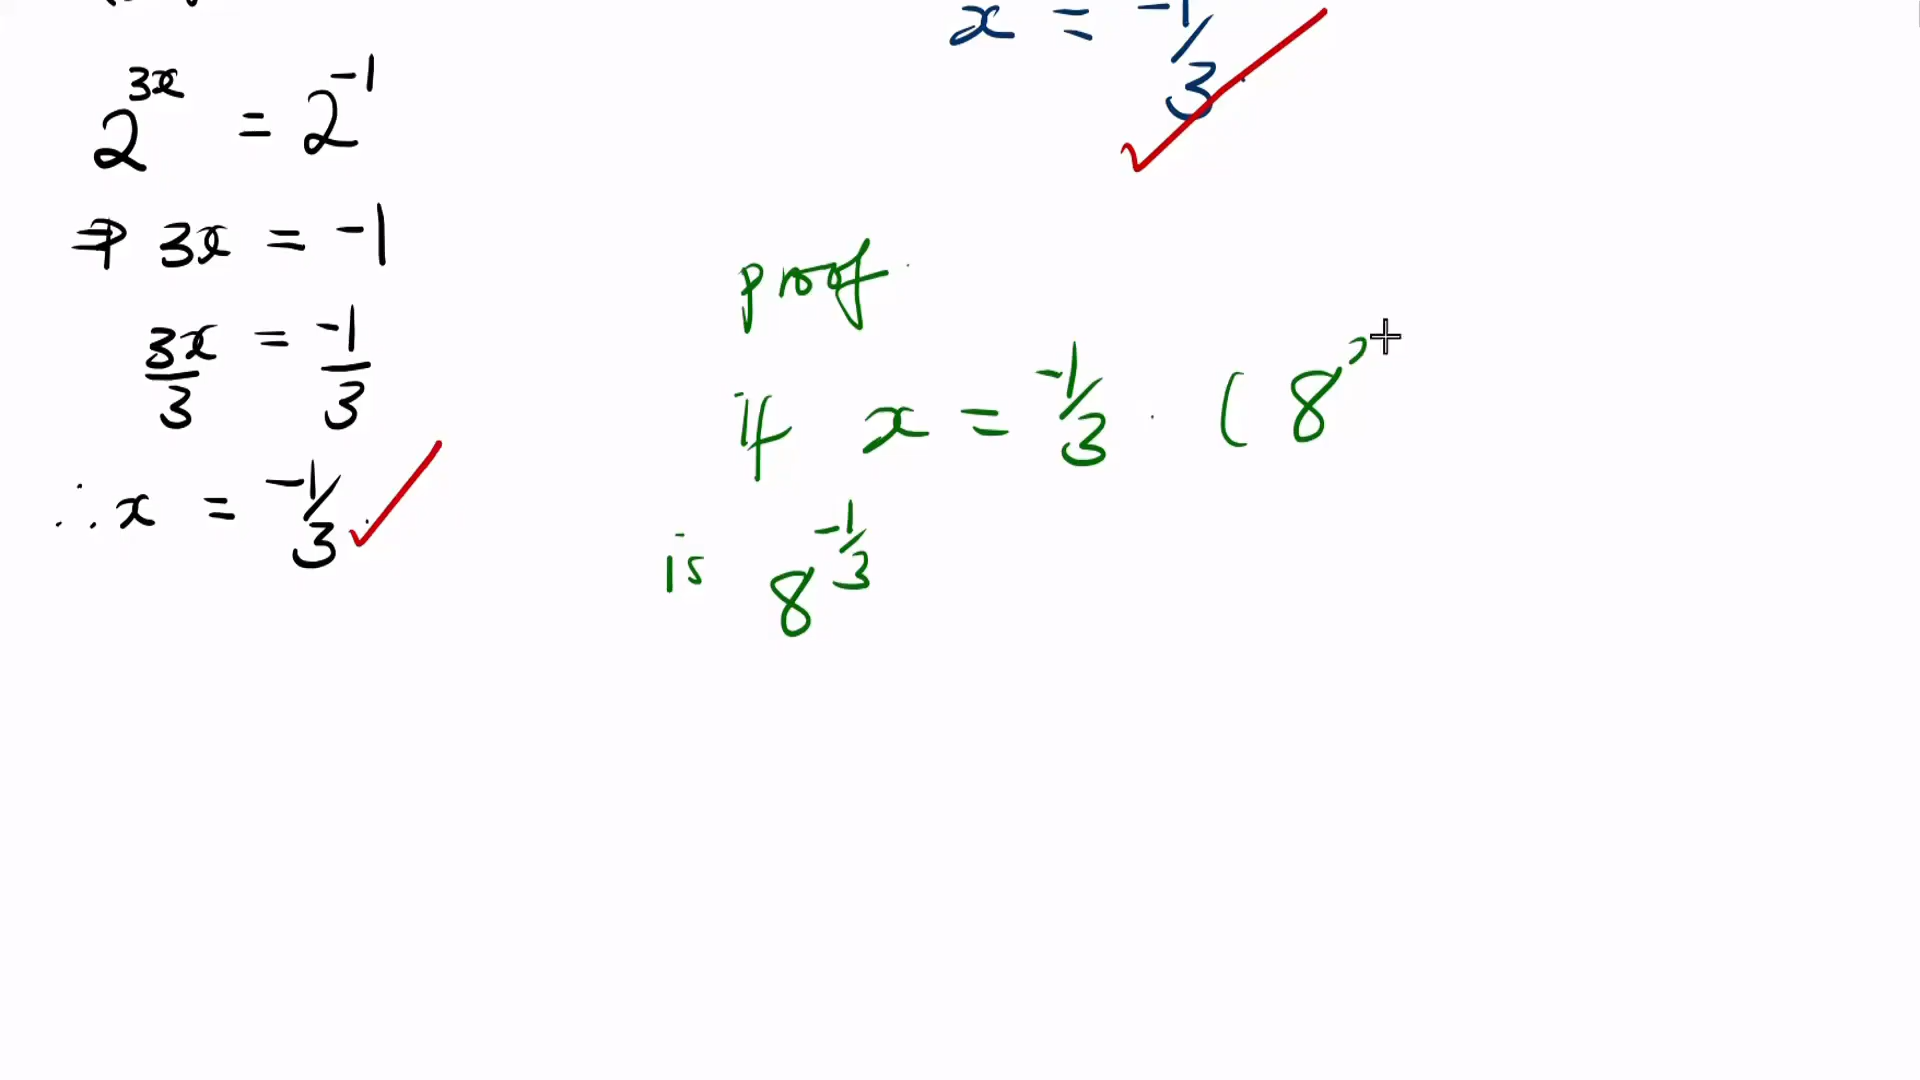 2^{3x} = 2^{-1}
⇒ 3x = -1
3x/3 = -1/3
∴ x = -1/3
x = -1/3
proof
if x = -1/3 . ( 8
is 8^{-1/3}